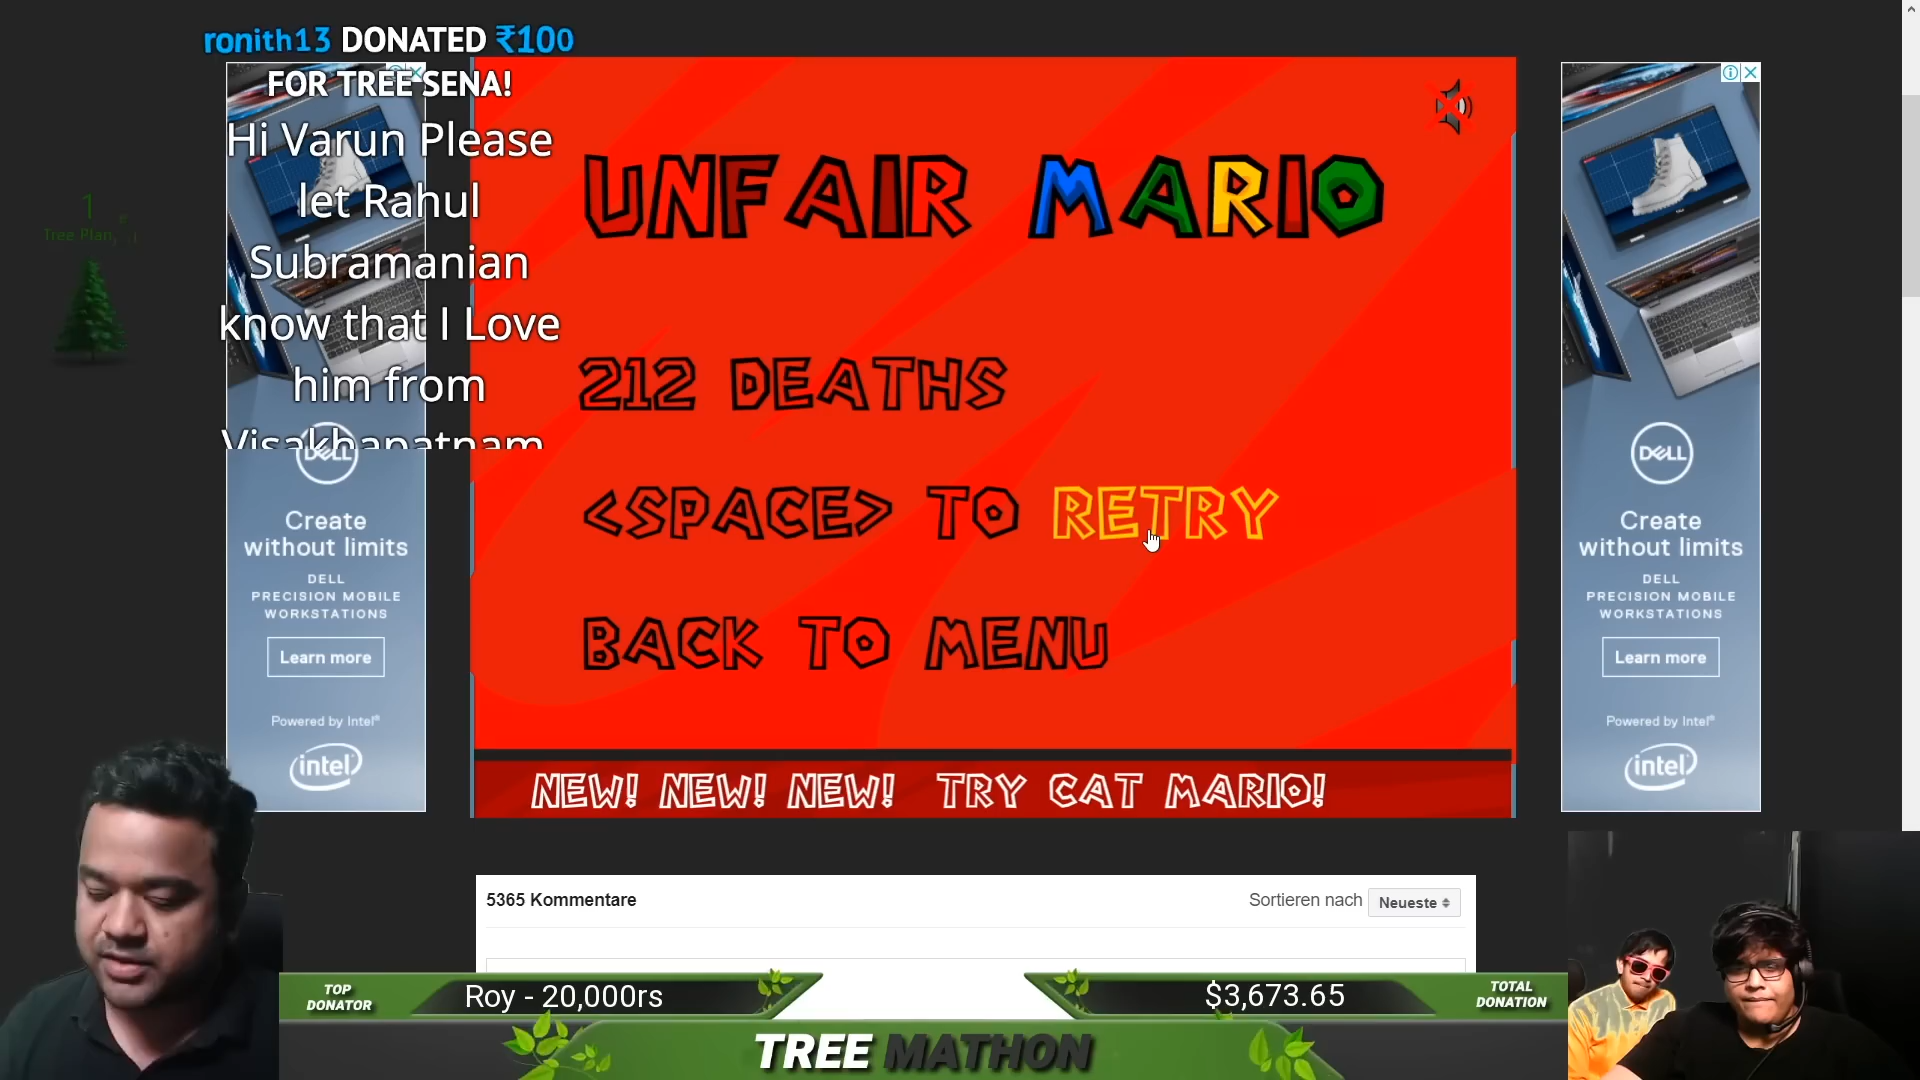 ronith13 DONATED ₹100
FOR TREE SENA!
Hi Varun Please
let Rahul
Subramanian
know that I Love
him from
Visakhapatnam
1
Tree Plan
UNFAIR MARIO
212 DEATHS
<SPACE> TO RETRY
BACK TO MENU
NEW! NEW! NEW! TRY CAT MARIO!
DELL
Create
without limits
DELL
PRECISION MOBILE
WORKSTATIONS
Learn more
Powered by Intel®
intel
DELL
Create
without limits
DELL
PRECISION MOBILE
WORKSTATIONS
Learn more
Powered by Intel®
intel
5365 Kommentare
Sortieren nach Neueste
TOP
DONATOR
Roy - 20,000rs
$3,673.65
TOTAL
DONATION
TREE MATHON